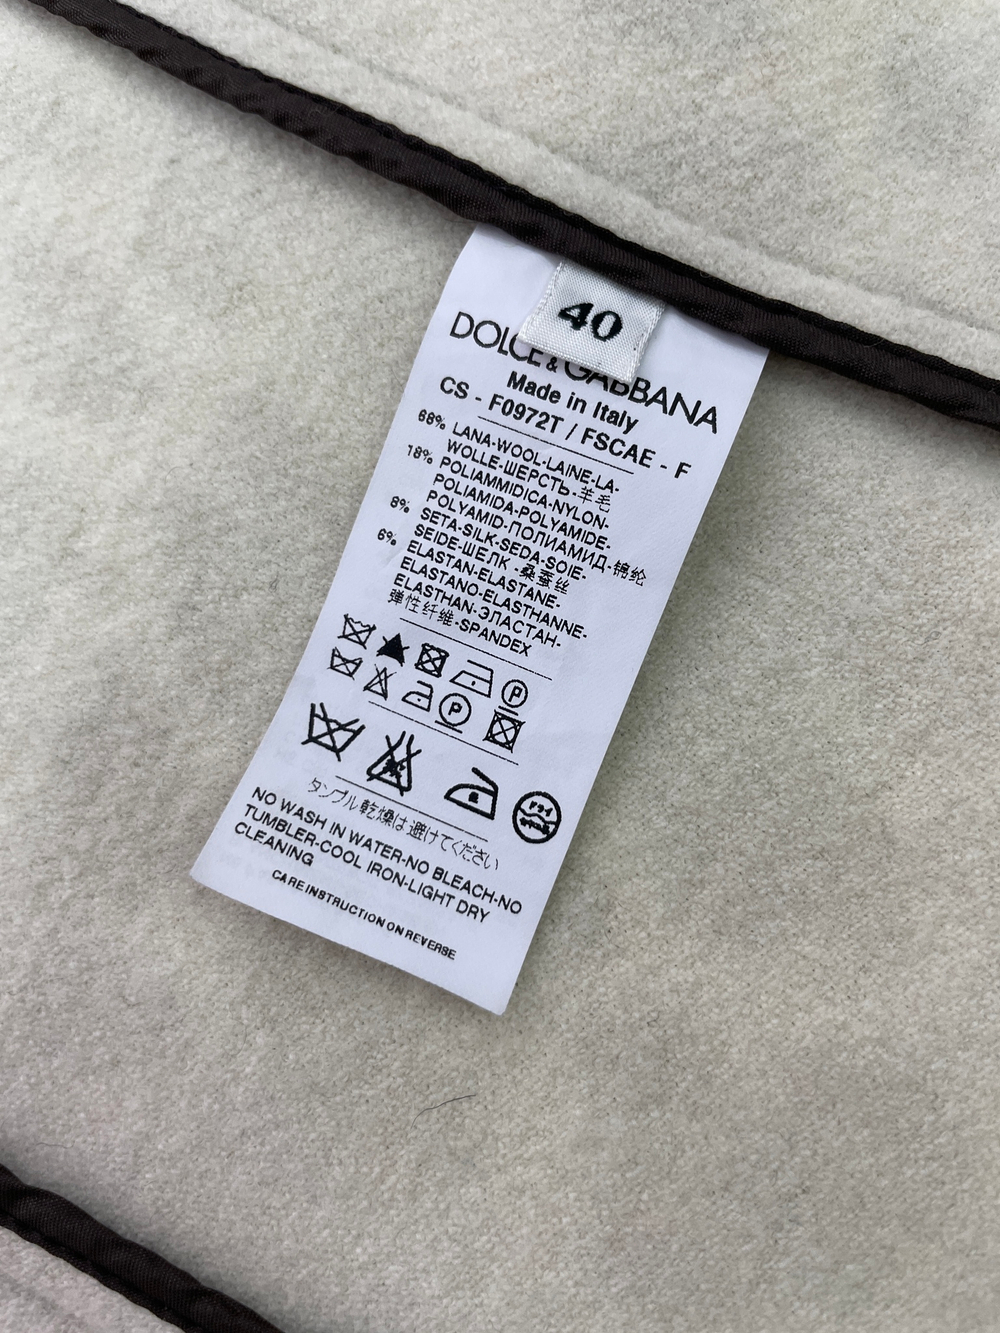 40
DOLCE & GABBANA
Made in Italy
CS - F0972T / FSCAE - F
68% LANA-WOOL-LAINE-LA-
WOLLE-ШЕРСТЬ-羊毛
18% POLIAMMIDICA-NYLON-
POLIAMIDA-POLYAMIDE-
POLYAMID-ПОЛИАМИД-锦纶
8% SETA-SILK-SEDA-SOIE-
SEIDE-ШЕЛК-桑蚕丝
6% ELASTAN-ELASTANE-
ELASTANO-ELASTHANNE-
ELASTHAN-ЭЛАСТАН-
弹性纤维-SPANDEX
P
P
ドライ
タンブル乾燥は避けてください
NO WASH IN WATER-NO BLEACH-NO
TUMBLER-COOL IRON-LIGHT DRY
CLEANING
CARE INSTRUCTION ON REVERSE